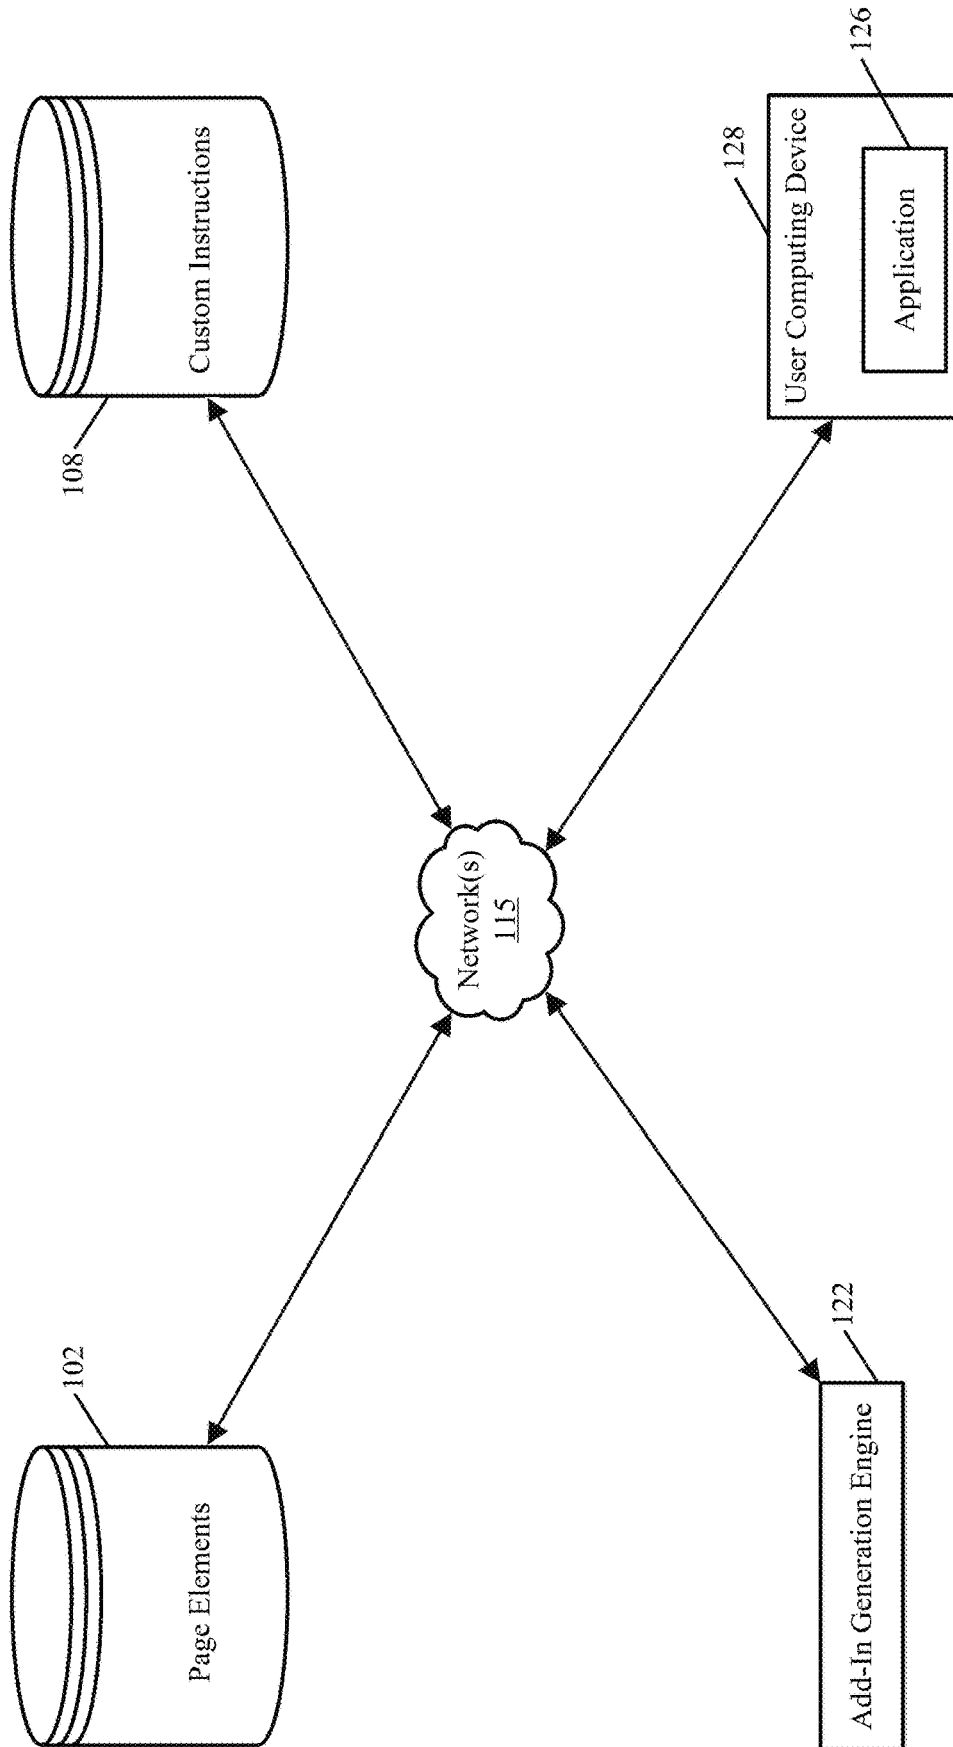 102
Page Elements
108
Custom Instructions
Network(s)
115
Add-In Generation Engine
122
128
User Computing Device
Application
126